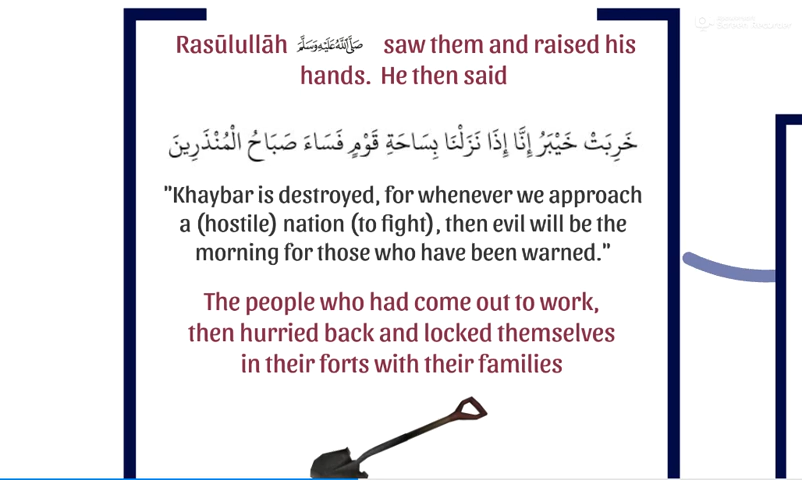 Rasūlullāh ﷺ saw them and raised his
hands. He then said
خَرِبَتْ خَيْبَرُ إِنَّا إِذَا نَزَلْنَا بِسَاحَةِ قَوْمٍ فَسَاءَ صَبَاحُ الْمُنْذَرِينَ
"Khaybar is destroyed, for whenever we approach
a (hostile) nation (to fight), then evil will be the
morning for those who have been warned."
The people who had come out to work,
then hurried back and locked themselves
in their forts with their families